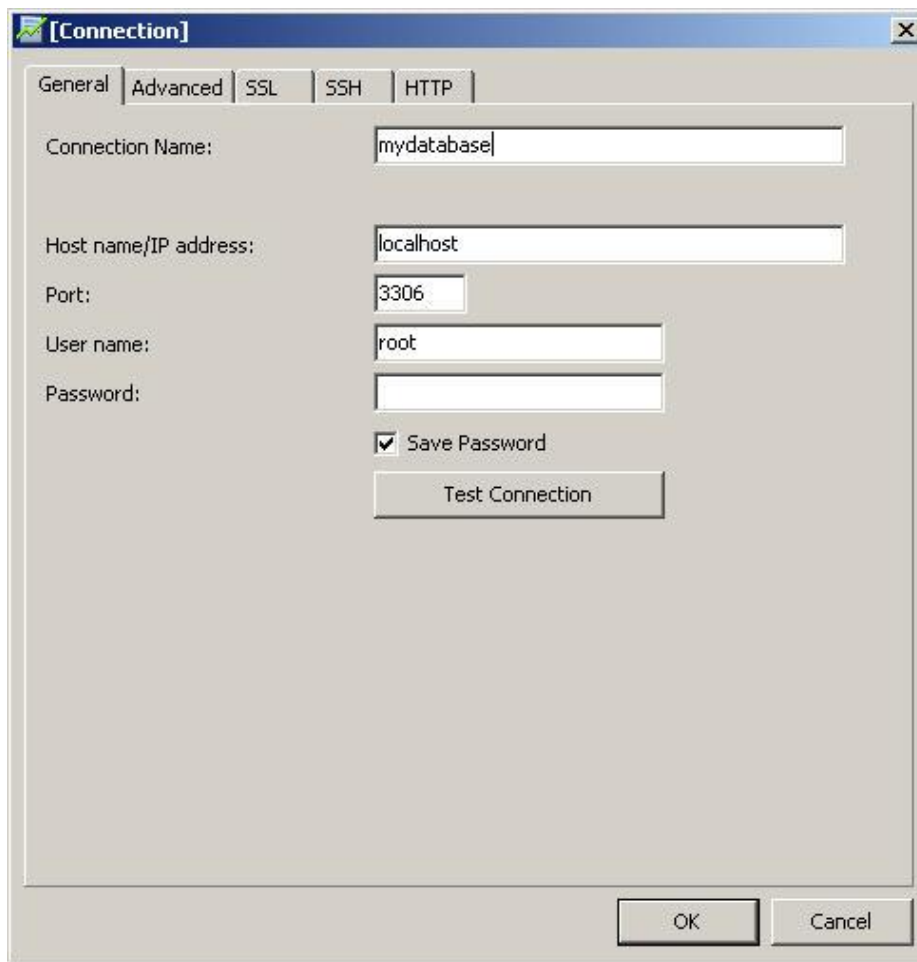 [Connection]
General Advanced SSL SSH HTTP
Connection Name: mydatabase
Host name/IP address: localhost
Port: 3306
User name: root
Password:
Save Password
Test Connection
OK Cancel